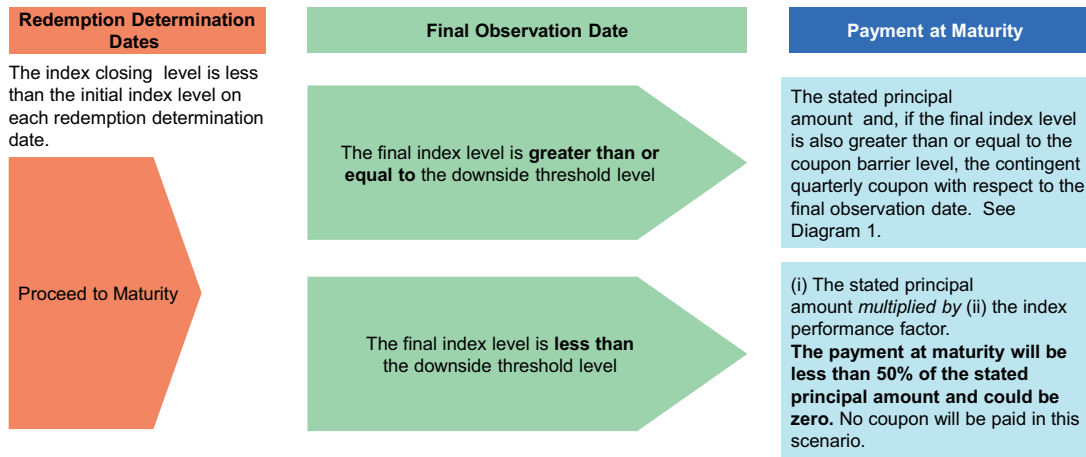 Redemption Determination
Dates
The index closing level is less
than the initial index level on
each redemption determination
date.
Proceed to Maturity
Final Observation Date
The final index level is greater than or
equal to the downside threshold level
The final index level is less than
the downside threshold level
Payment at Maturity
The stated principal
amount and, if the final index level
is also greater than or equal to the
coupon barrier level, the contingent
quarterly coupon with respect to the
final observation date. See
Diagram 1.
(i) The stated principal
amount multiplied by (ii) the index
performance factor.
The payment at maturity will be
less than 50% of the stated
principal amount and could be
zero. No coupon will be paid in this
scenario.